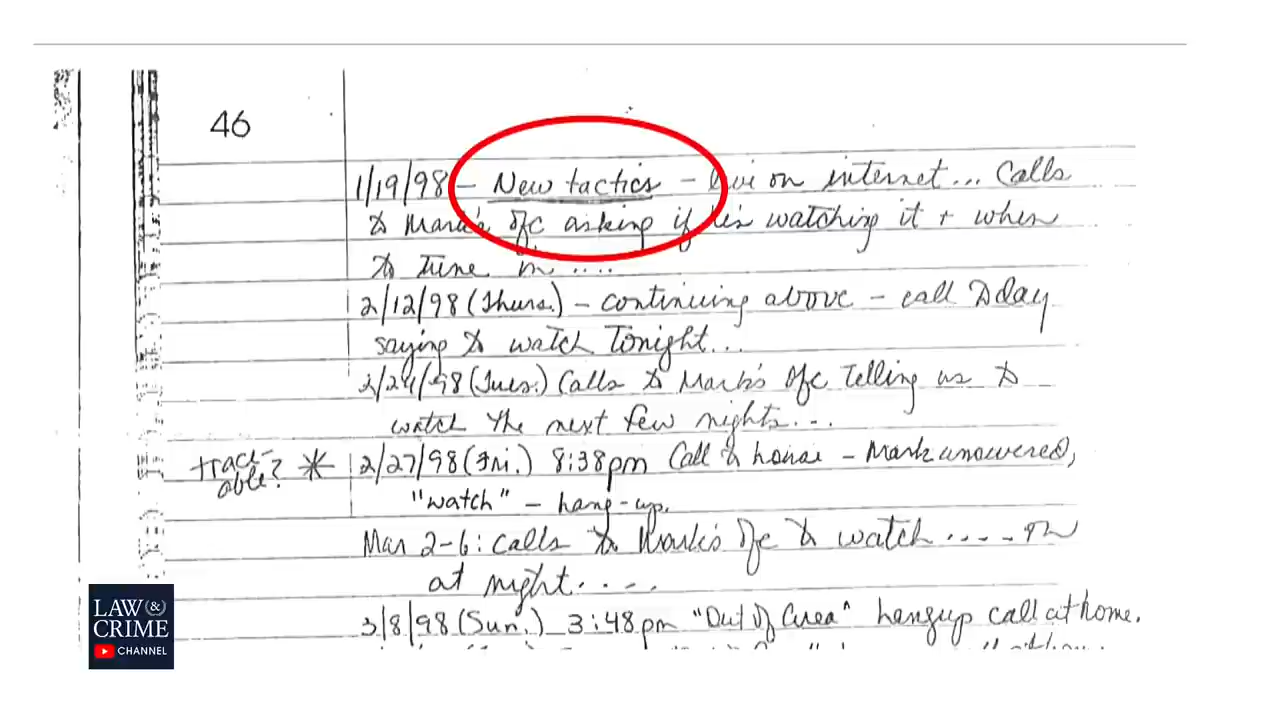 46
1/19/98 - New tactics - live on internet... Calls
to Mark's ofc asking if he's watching it + when
to tune in....
2/12/98 (Thurs.) - continuing above - call today
saying to watch tonight...
2/24/98 (Tues.) Calls to Mark's ofc telling us to
watch the next few nights....
tract-
able? * 2/27/98 (Fri.) 8:38pm Call to house - Mark answered,
"watch" - hang-up.
Mar 2-6: calls to Mark's ofc to watch.....on
at night.....
3/8/98 (Sun.) 3:48pm "Out of Area" hangup call at home.
LAW &
CRIME
CHANNEL